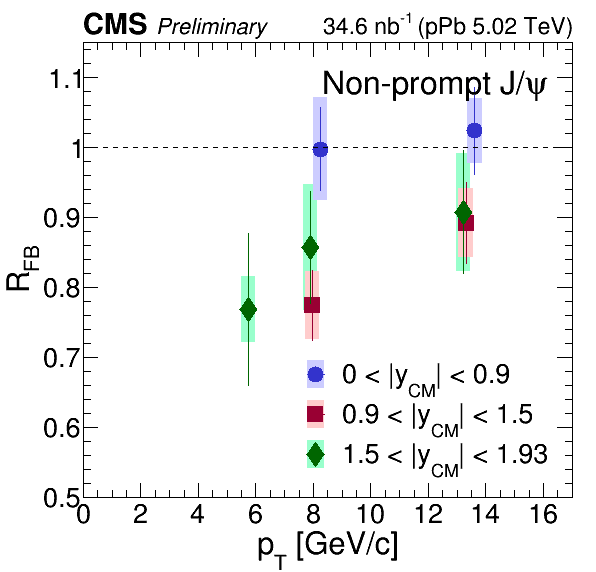 CMS Preliminary 34.6 nb⁻¹ (pPb 5.02 TeV)
Non-prompt J/ψ
1.1
1
0.9
0.8
0.7
0.6
0.5
R_FB
0 < |y_CM| < 0.9
0.9 < |y_CM| < 1.5
1.5 < |y_CM| < 1.93
0 2 4 6 8 10 12 14 16
p_T [GeV/c]